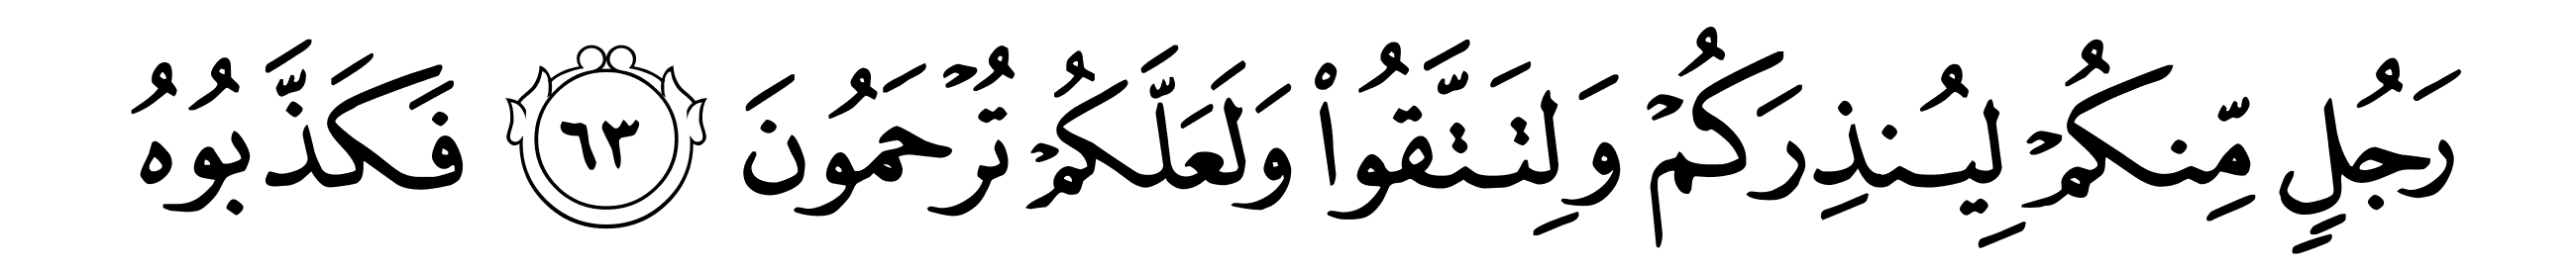 رَجُلٍ مِّنكُمْ لِيُنذِرَكُمْ وَلِتَتَّقُوا۟ وَلَعَلَّكُمْ تُرْحَمُونَ ٦٣ فَكَذَّبُوهُ